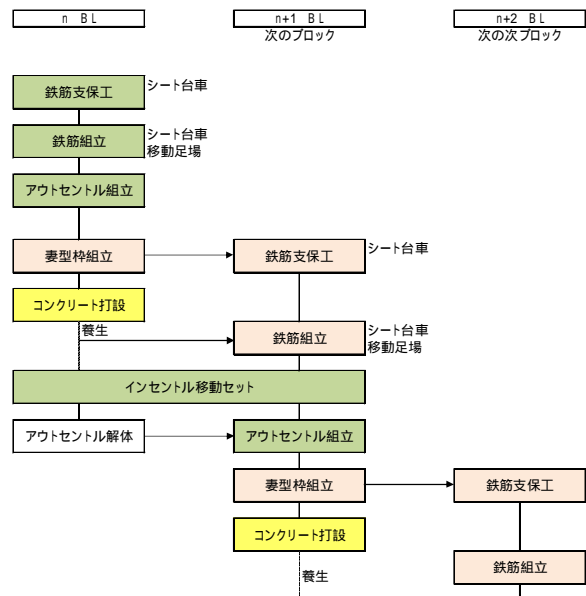 n BL
n+1 BL
n+2 BL
次のブロック
次の次ブロック
鉄筋支保工
シート台車
鉄筋組立
シート台車
移動足場
アウトセントル組立
妻型枠組立
鉄筋支保工
シート台車
コンクリート打設
養生
鉄筋組立
シート台車
移動足場
インセントル移動セット
アウトセントル解体
アウトセントル組立
妻型枠組立
鉄筋支保工
コンクリート打設
養生
鉄筋組立